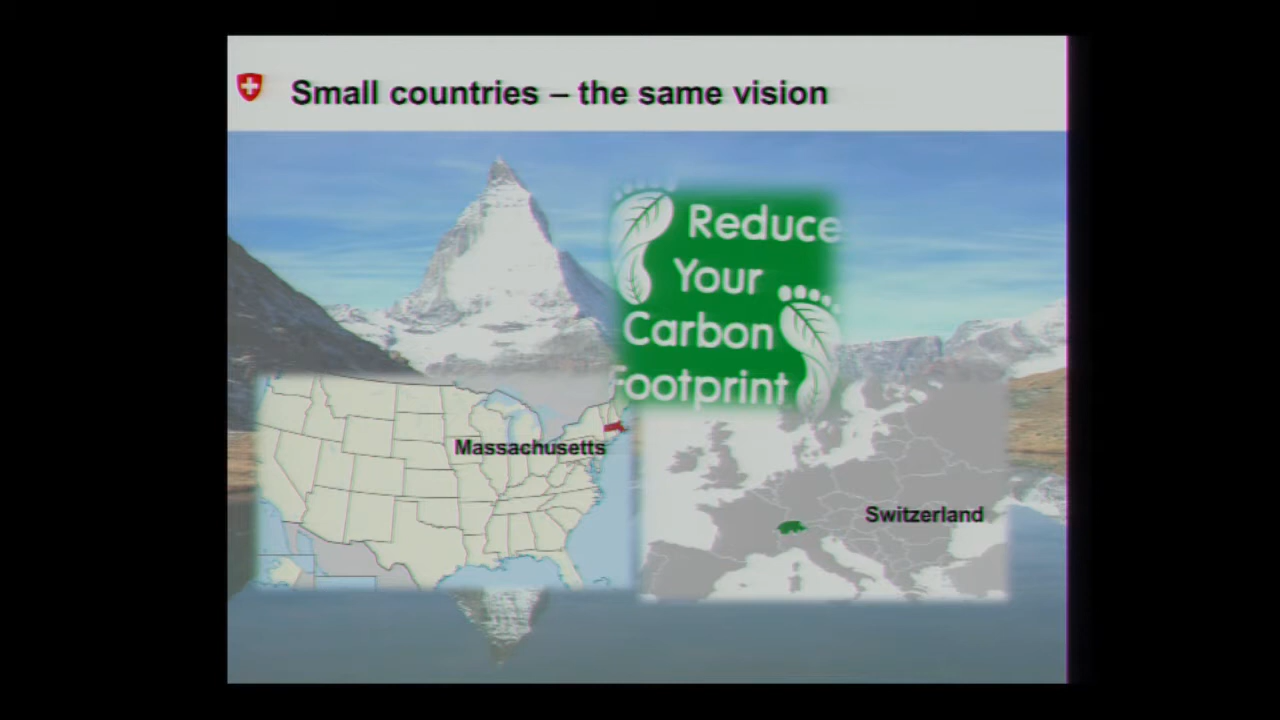 Small countries – the same vision
Reduce
Your
Carbon
Footprint
Massachusetts
Switzerland